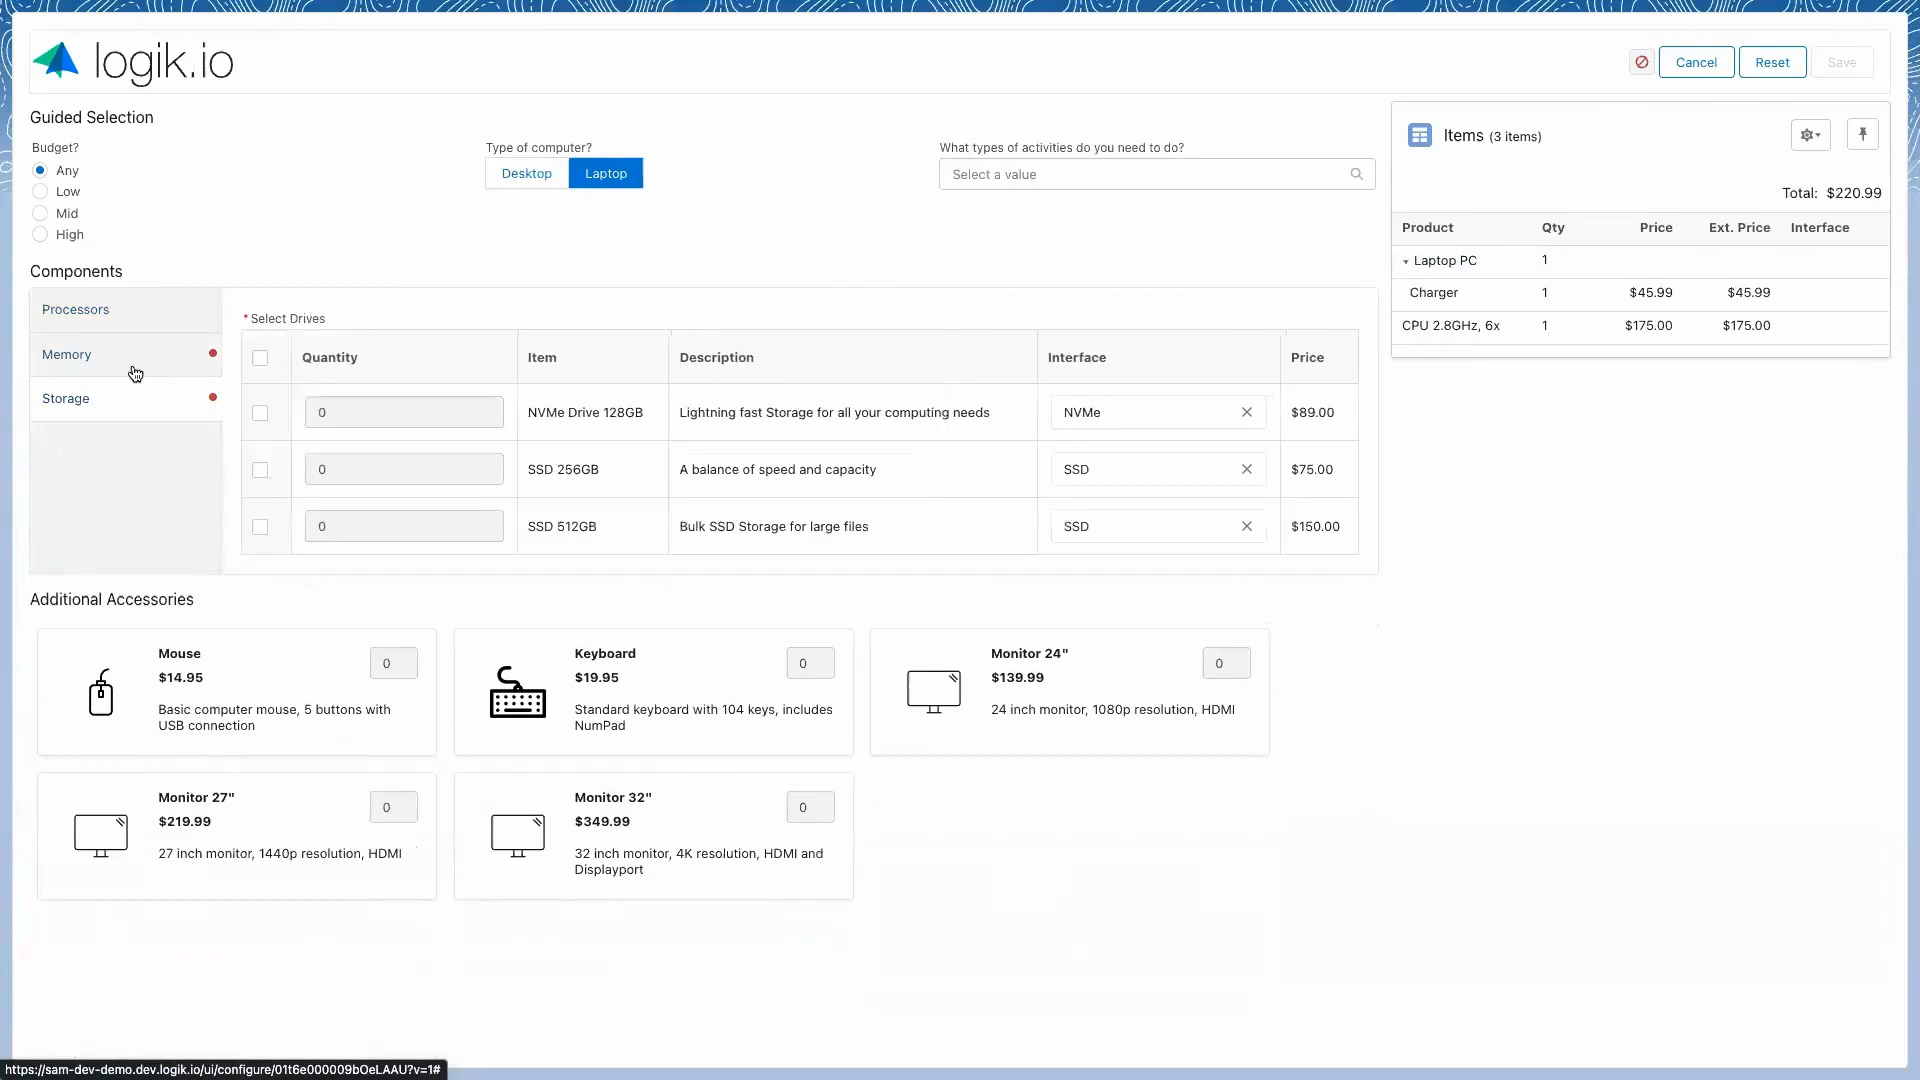 logik.io
Cancel
Reset
Save
Guided Selection
Budget?
Any
Low
Mid
High
Type of computer?
Desktop
Laptop
What types of activities do you need to do?
Select a value
Items (3 items)
Total: $220.99
Product Qty Price Ext. Price Interface
Laptop PC 1
Charger 1 $45.99 $45.99
CPU 2.8GHz, 6x 1 $175.00 $175.00
Components
Processors
Memory
Storage
* Select Drives
Quantity Item Description Interface Price
0 NVMe Drive 128GB Lightning fast Storage for all your computing needs NVMe $89.00
0 SSD 256GB A balance of speed and capacity SSD $75.00
0 SSD 512GB Bulk SSD Storage for large files SSD $150.00
Additional Accessories
Mouse
0
$14.95
Basic computer mouse, 5 buttons with
USB connection
Keyboard
0
$19.95
Standard keyboard with 104 keys, includes
NumPad
Monitor 24"
0
$139.99
24 inch monitor, 1080p resolution, HDMI
Monitor 27"
0
$219.99
27 inch monitor, 1440p resolution, HDMI
Monitor 32"
0
$349.99
32 inch monitor, 4K resolution, HDMI and
Displayport
https://sam-dev-demo.dev.logik.io/ui/configure/01t6e000009bOeLAAU?v=1#